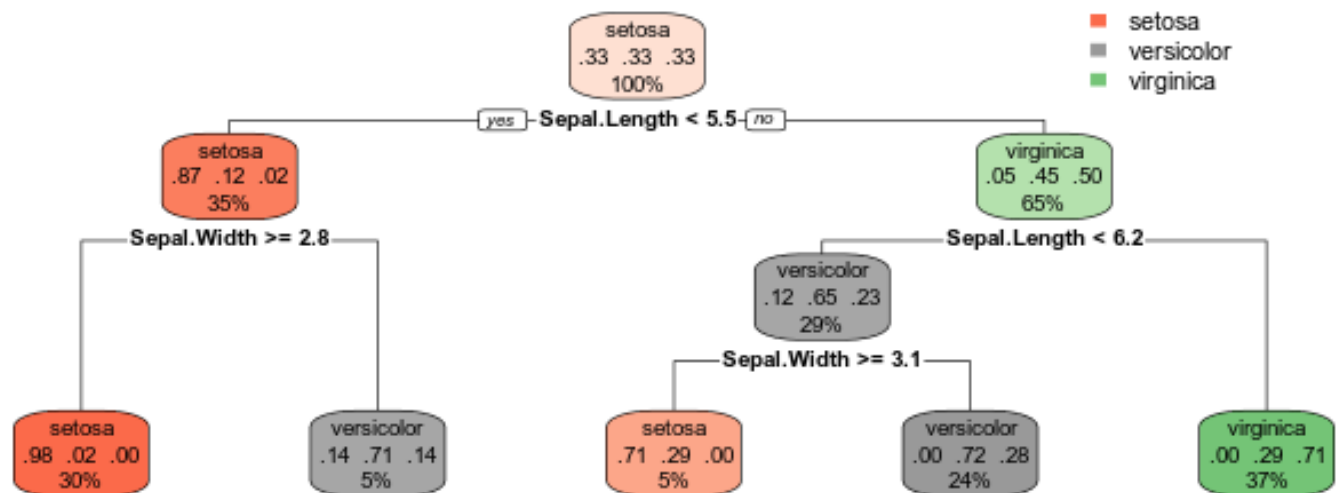 setosa
.33 .33 .33
100%
setosa
versicolor
virginica
yes Sepal.Length < 5.5 no
setosa
.87 .12 .02
35%
virginica
.05 .45 .50
65%
Sepal.Width >= 2.8
Sepal.Length < 6.2
versicolor
.12 .65 .23
29%
Sepal.Width >= 3.1
setosa
.98 .02 .00
30%
versicolor
.14 .71 .14
5%
setosa
.71 .29 .00
5%
versicolor
.00 .72 .28
24%
virginica
.00 .29 .71
37%